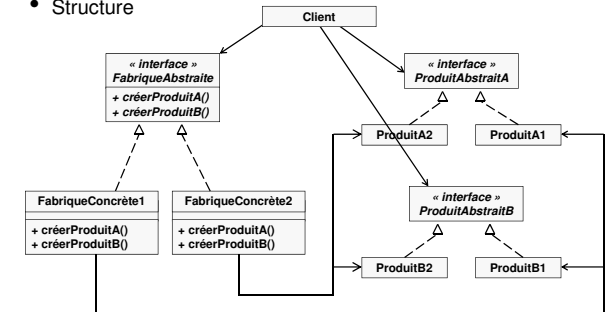 • Structure
Client
« interface »
FabriqueAbstraite
+ créerProduitA()
+ créerProduitB()
« interface »
ProduitAbstraitA
ProduitA2
ProduitA1
FabriqueConcrète1
+ créerProduitA()
+ créerProduitB()
FabriqueConcrète2
+ créerProduitA()
+ créerProduitB()
« interface »
ProduitAbstraitB
ProduitB2
ProduitB1